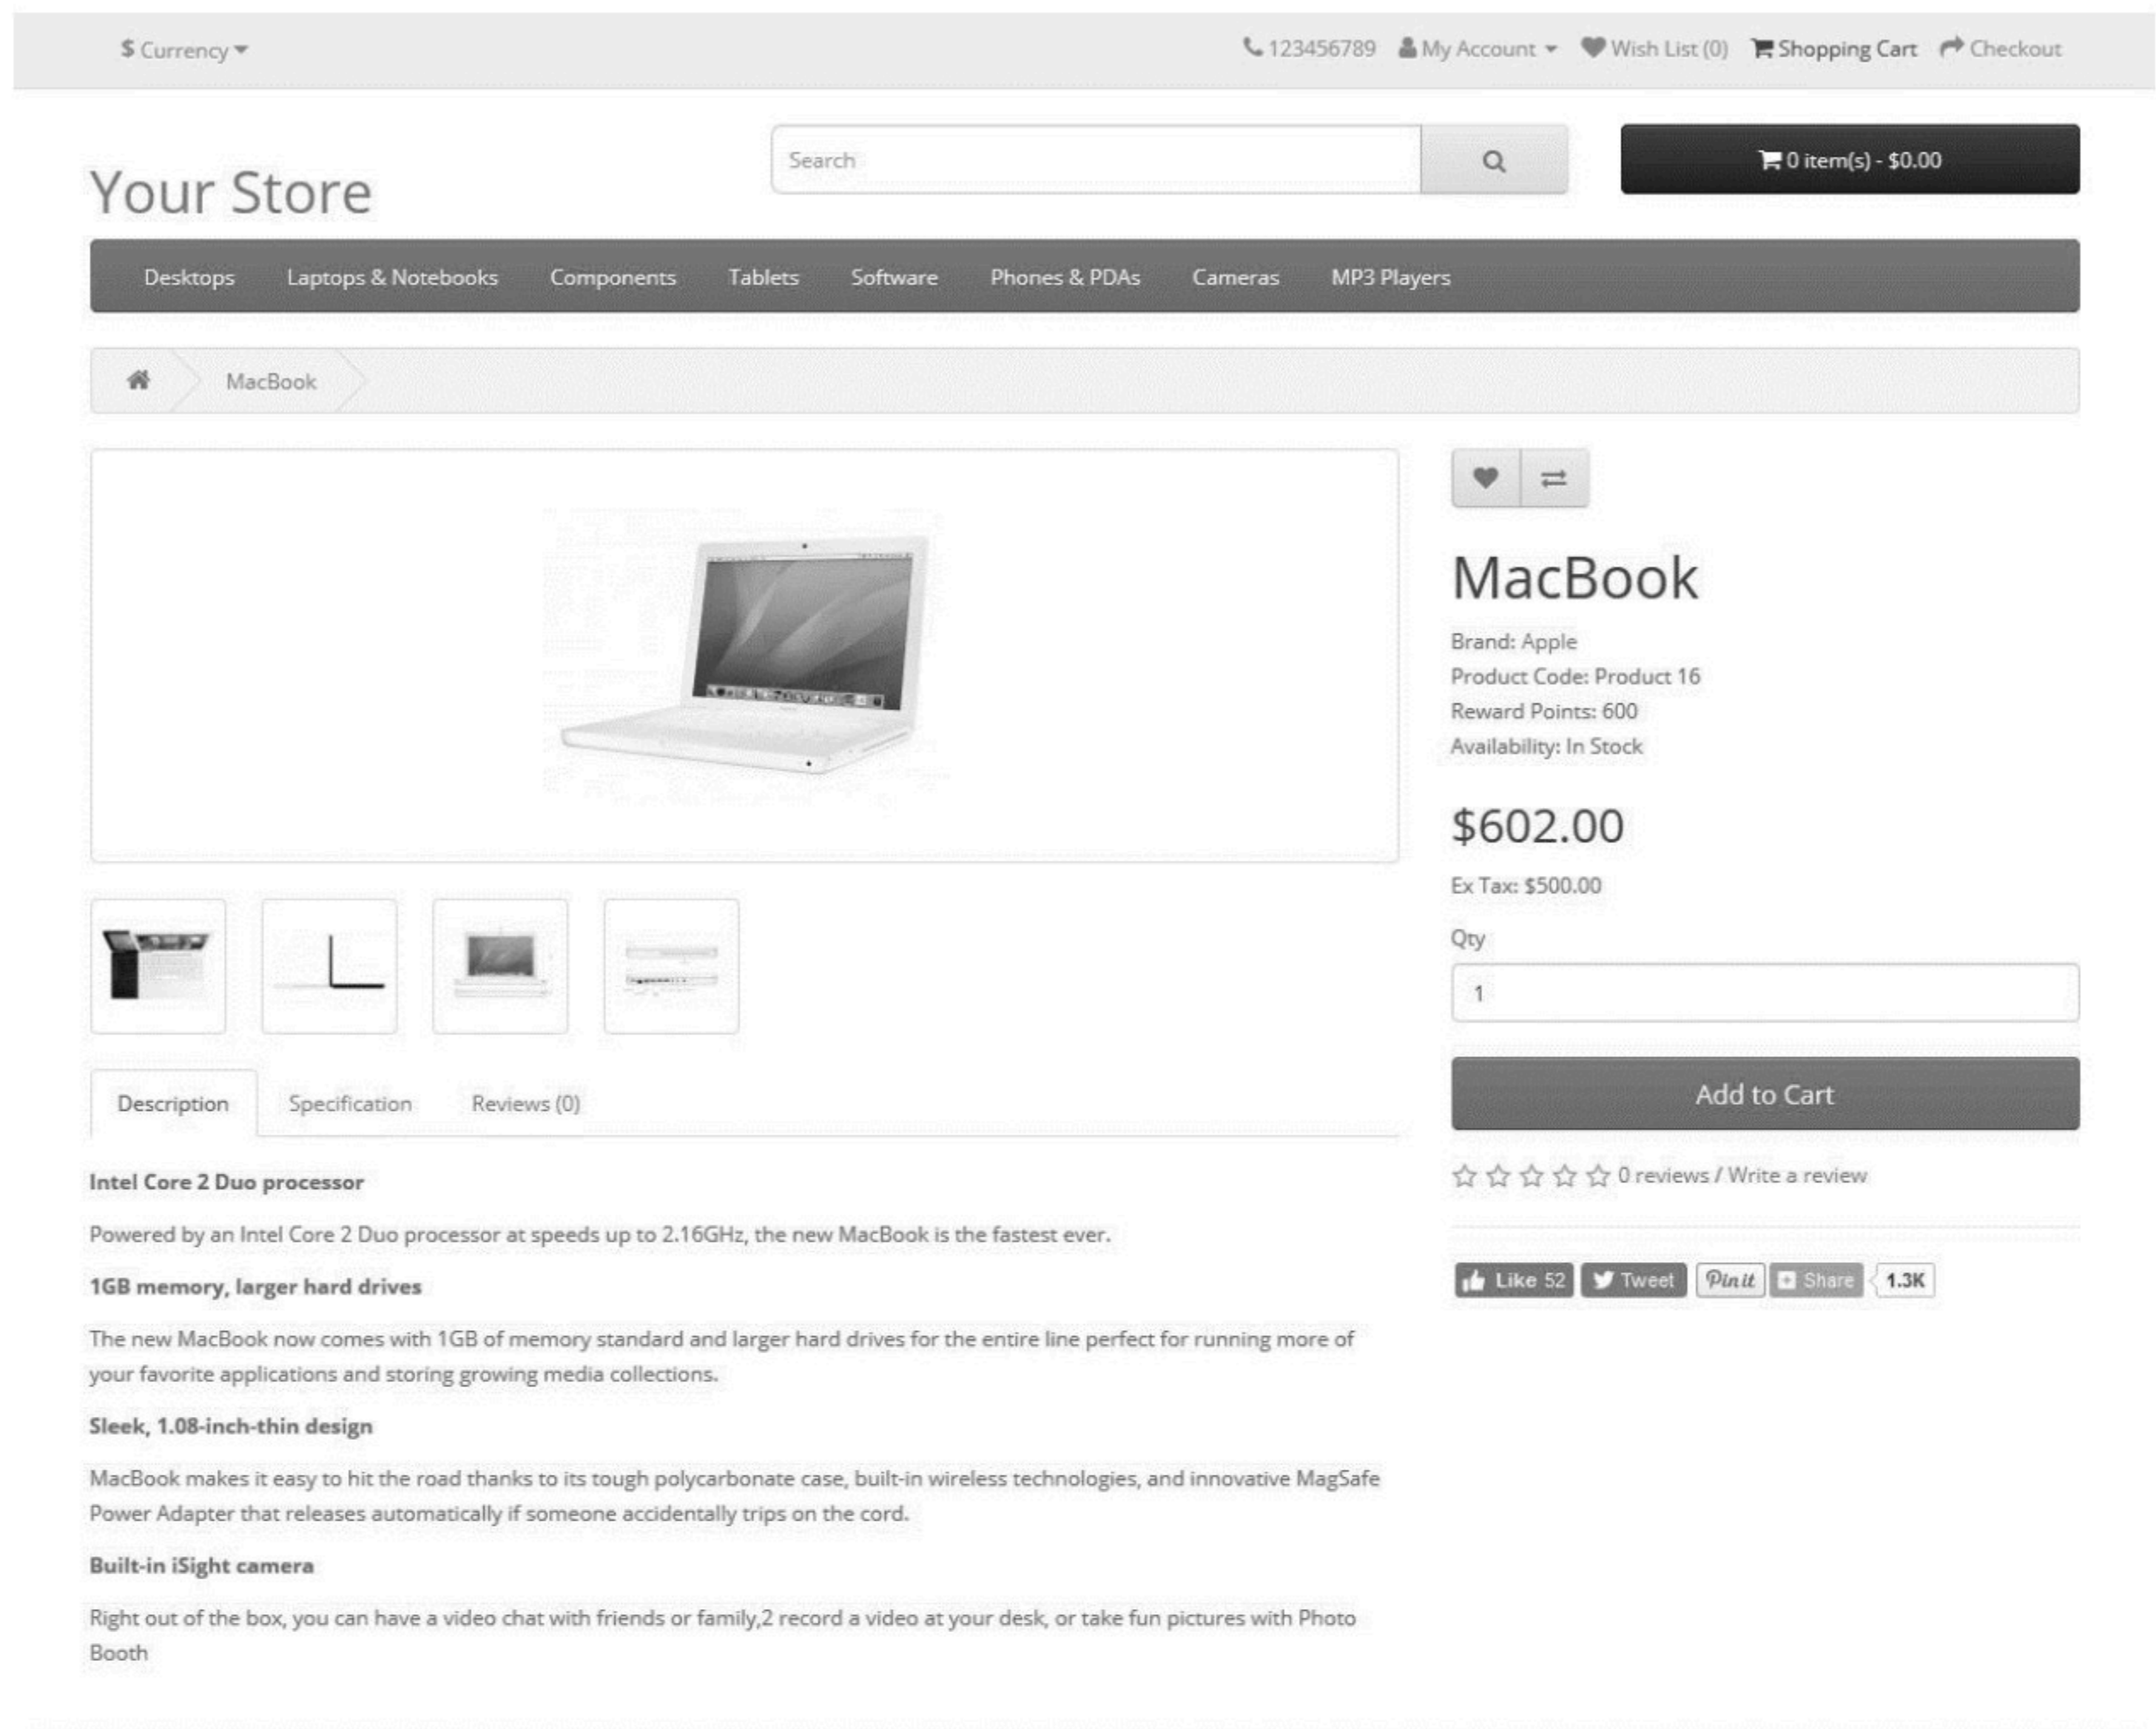 $ Currency
123456789 My Account Wish List (0) Shopping Cart Checkout
Your Store
Search
0 item(s) - $0.00
Desktops Laptops & Notebooks Components Tablets Software Phones & PDAs Cameras MP3 Players
MacBook
MacBook
Brand: Apple
Product Code: Product 16
Reward Points: 600
Availability: In Stock
$602.00
Ex Tax: $500.00
Qty
1
Add to Cart
0 reviews / Write a review
Like 52 Tweet Pin it Share 1.3K
Description Specification Reviews (0)
Intel Core 2 Duo processor
Powered by an Intel Core 2 Duo processor at speeds up to 2.16GHz, the new MacBook is the fastest ever.
1GB memory, larger hard drives
The new MacBook now comes with 1GB of memory standard and larger hard drives for the entire line perfect for running more of
your favorite applications and storing growing media collections.
Sleek, 1.08-inch-thin design
MacBook makes it easy to hit the road thanks to its tough polycarbonate case, built-in wireless technologies, and innovative MagSafe
Power Adapter that releases automatically if someone accidentally trips on the cord.
Built-in iSight camera
Right out of the box, you can have a video chat with friends or family,2 record a video at your desk, or take fun pictures with Photo
Booth